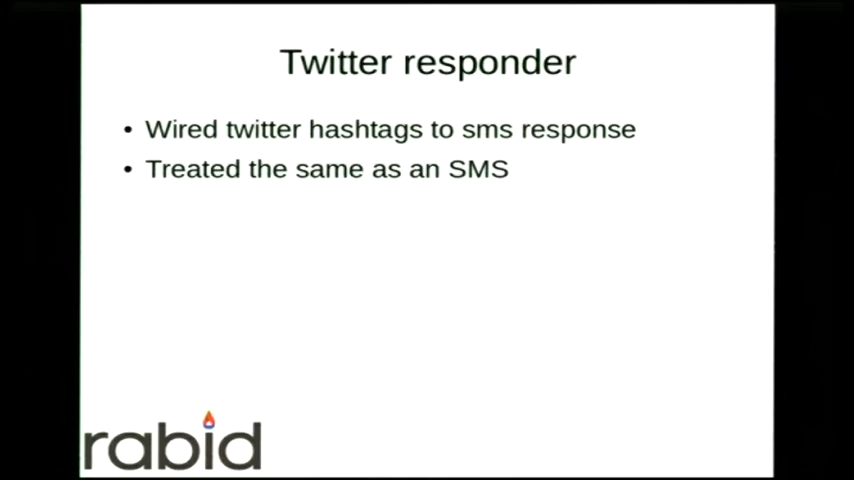 Twitter responder
• Wired twitter hashtags to sms response
• Treated the same as an SMS
rabid